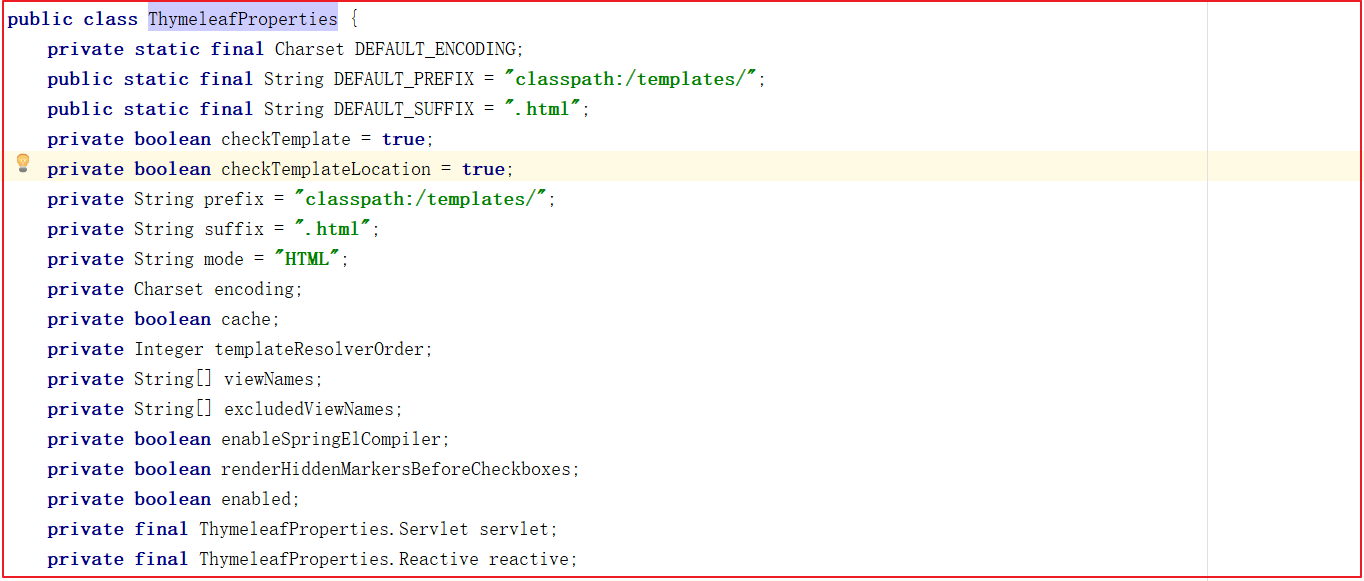 public class ThymeleafProperties {
    private static final Charset DEFAULT_ENCODING;
    public static final String DEFAULT_PREFIX = "classpath:/templates/";
    public static final String DEFAULT_SUFFIX = ".html";
    private boolean checkTemplate = true;
    private boolean checkTemplateLocation = true;
    private String prefix = "classpath:/templates/";
    private String suffix = ".html";
    private String mode = "HTML";
    private Charset encoding;
    private boolean cache;
    private Integer templateResolverOrder;
    private String[] viewNames;
    private String[] excludedViewNames;
    private boolean enableSpringElCompiler;
    private boolean renderHiddenMarkersBeforeCheckboxes;
    private boolean enabled;
    private final ThymeleafProperties.Servlet servlet;
    private final ThymeleafProperties.Reactive reactive;